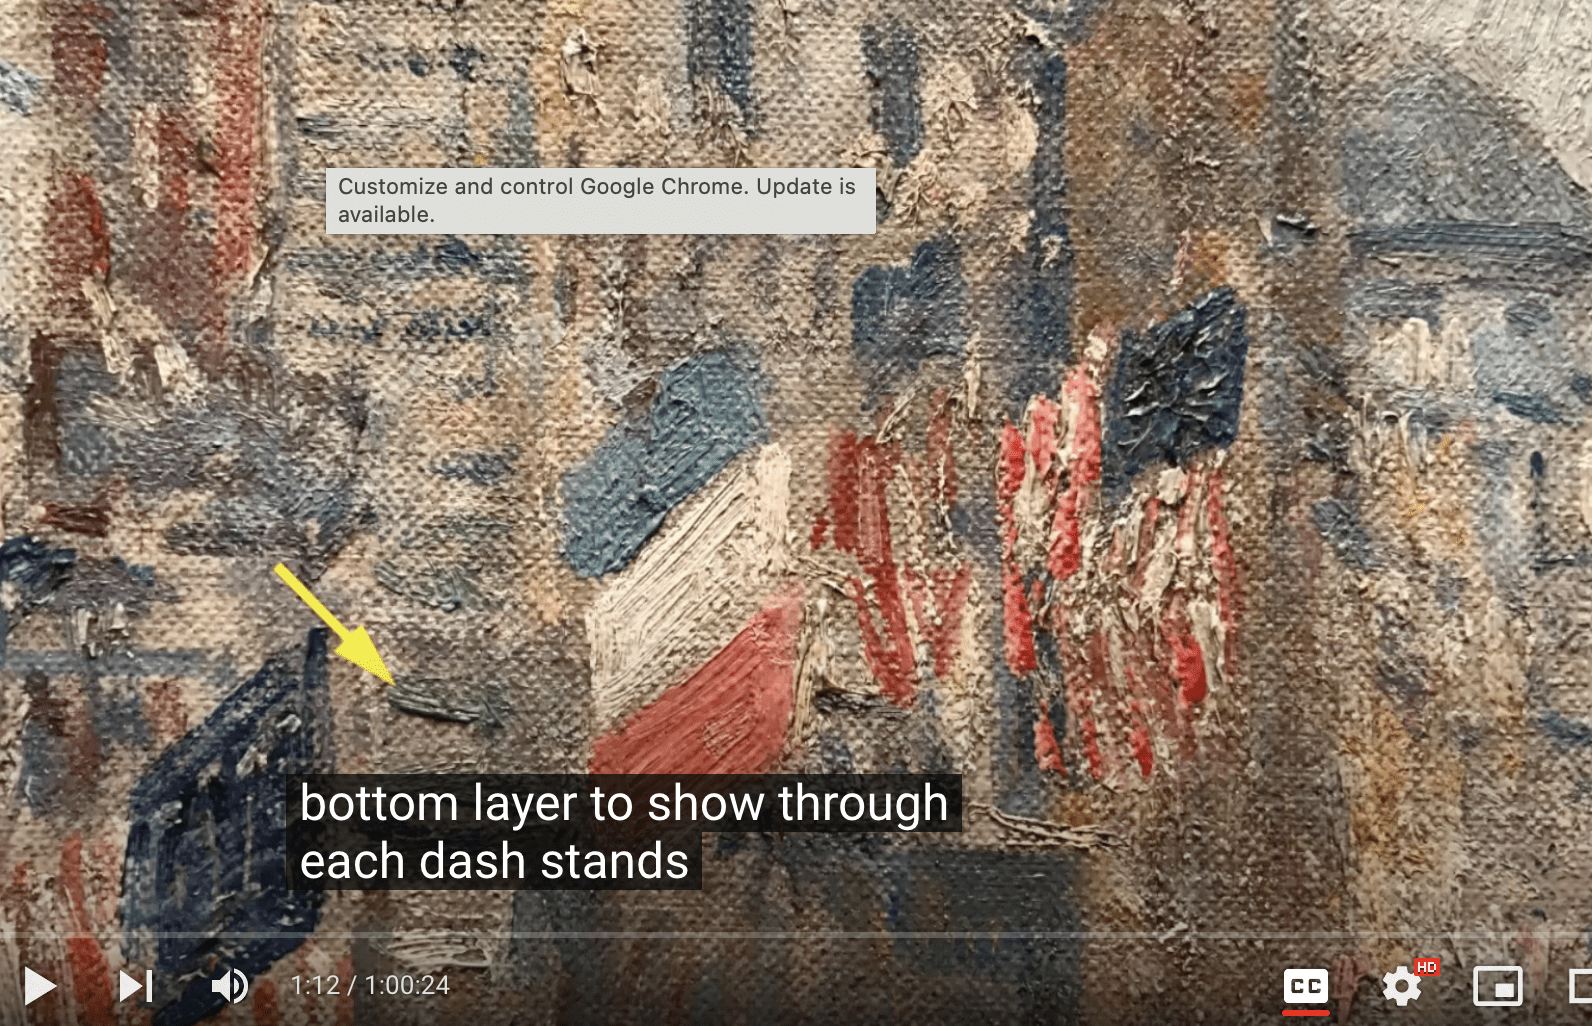 Customize and control Google Chrome. Update is
available.
bottom layer to show through
each dash stands
1:12 / 1:00:24
CC
HD